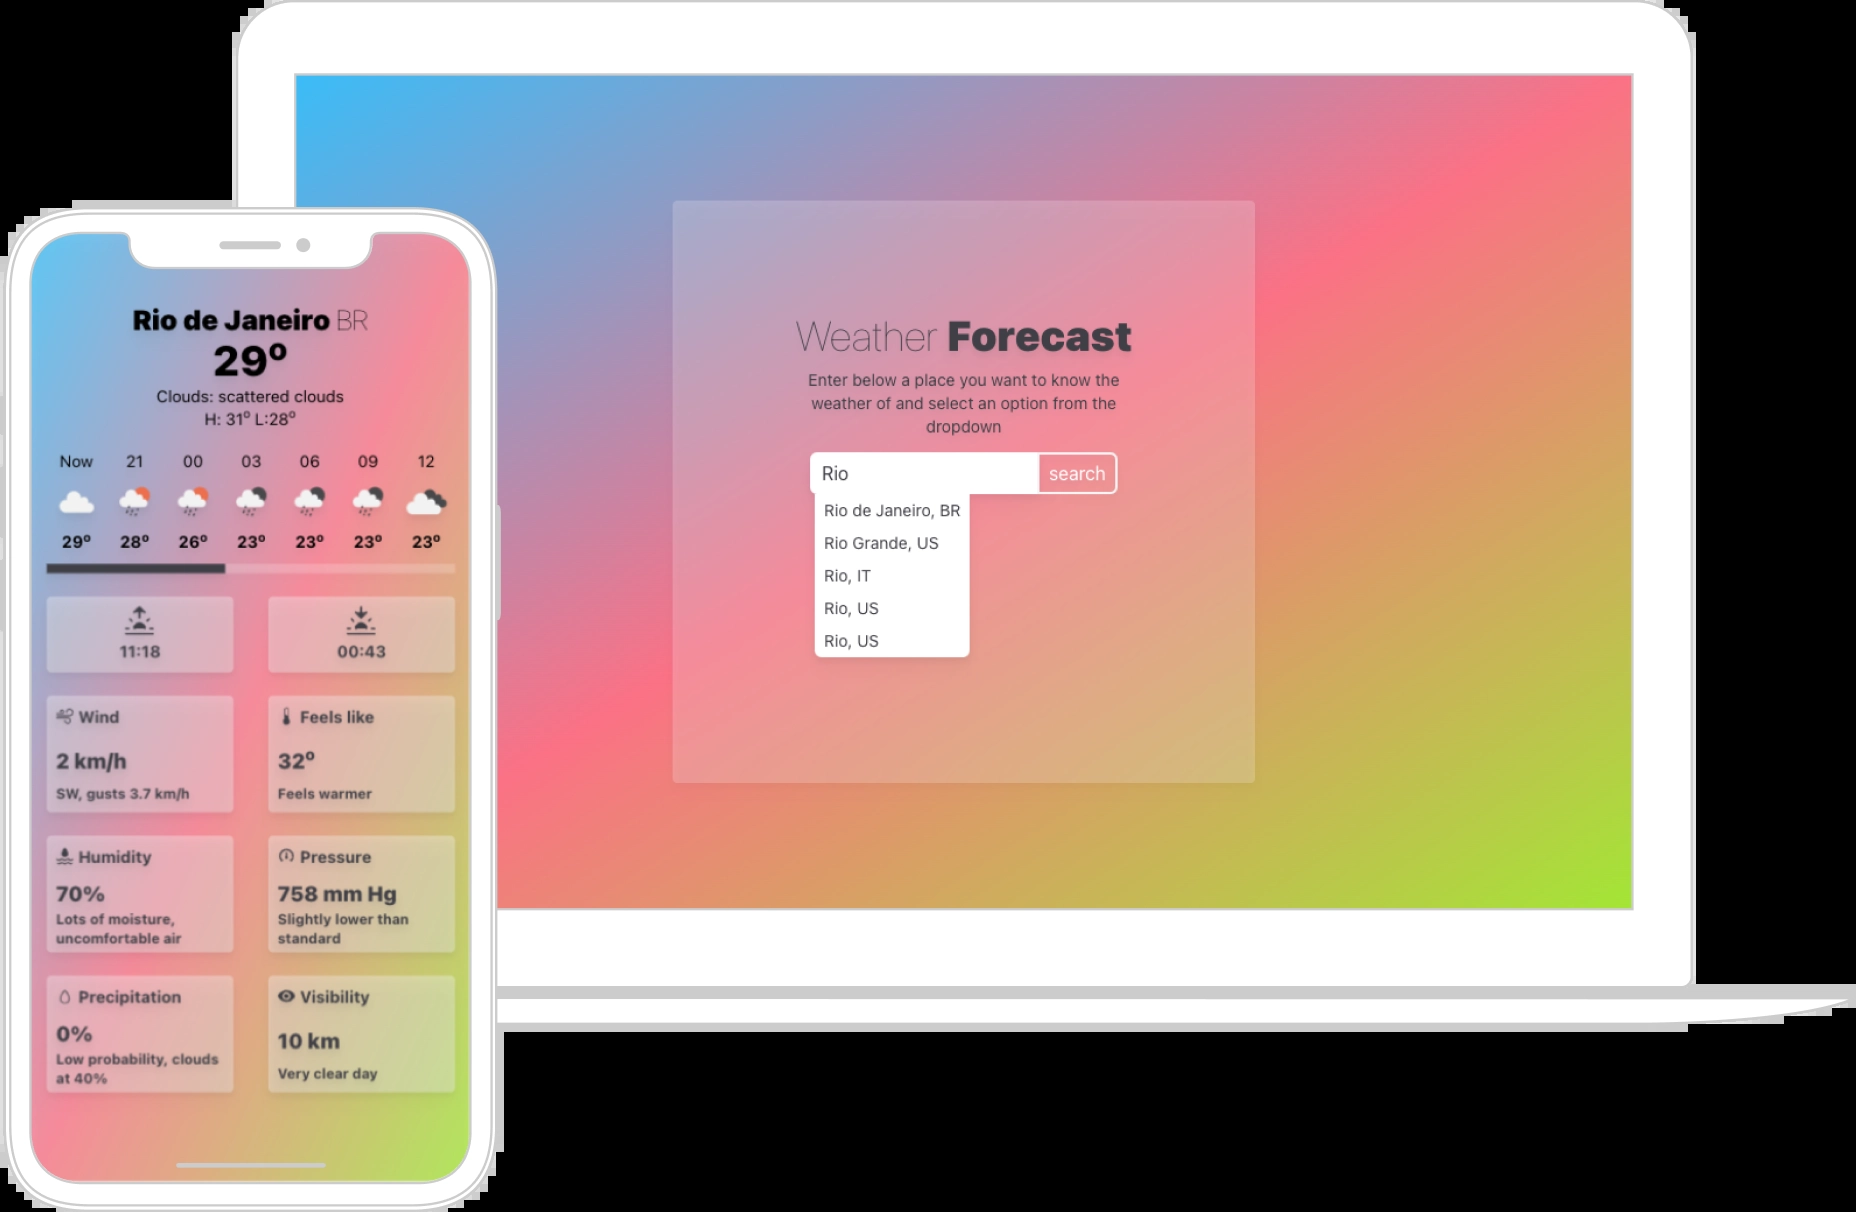 Rio de Janeiro BR
29º
Clouds: scattered clouds
H: 31º L:28º
Now 21 00 03 06 09 12
29º 28º 26º 23º 23º 23º 23º
11:18 00:43
Wind
2 km/h
SW, gusts 3.7 km/h
Feels like
32º
Feels warmer
Humidity
70%
Lots of moisture,
uncomfortable air
Pressure
758 mm Hg
Slightly lower than
standard
Precipitation
0%
Low probability, clouds
at 40%
Visibility
10 km
Very clear day
Weather Forecast
Enter below a place you want to know the
weather of and select an option from the
dropdown
Rio search
Rio de Janeiro, BR
Rio Grande, US
Rio, IT
Rio, US
Rio, US